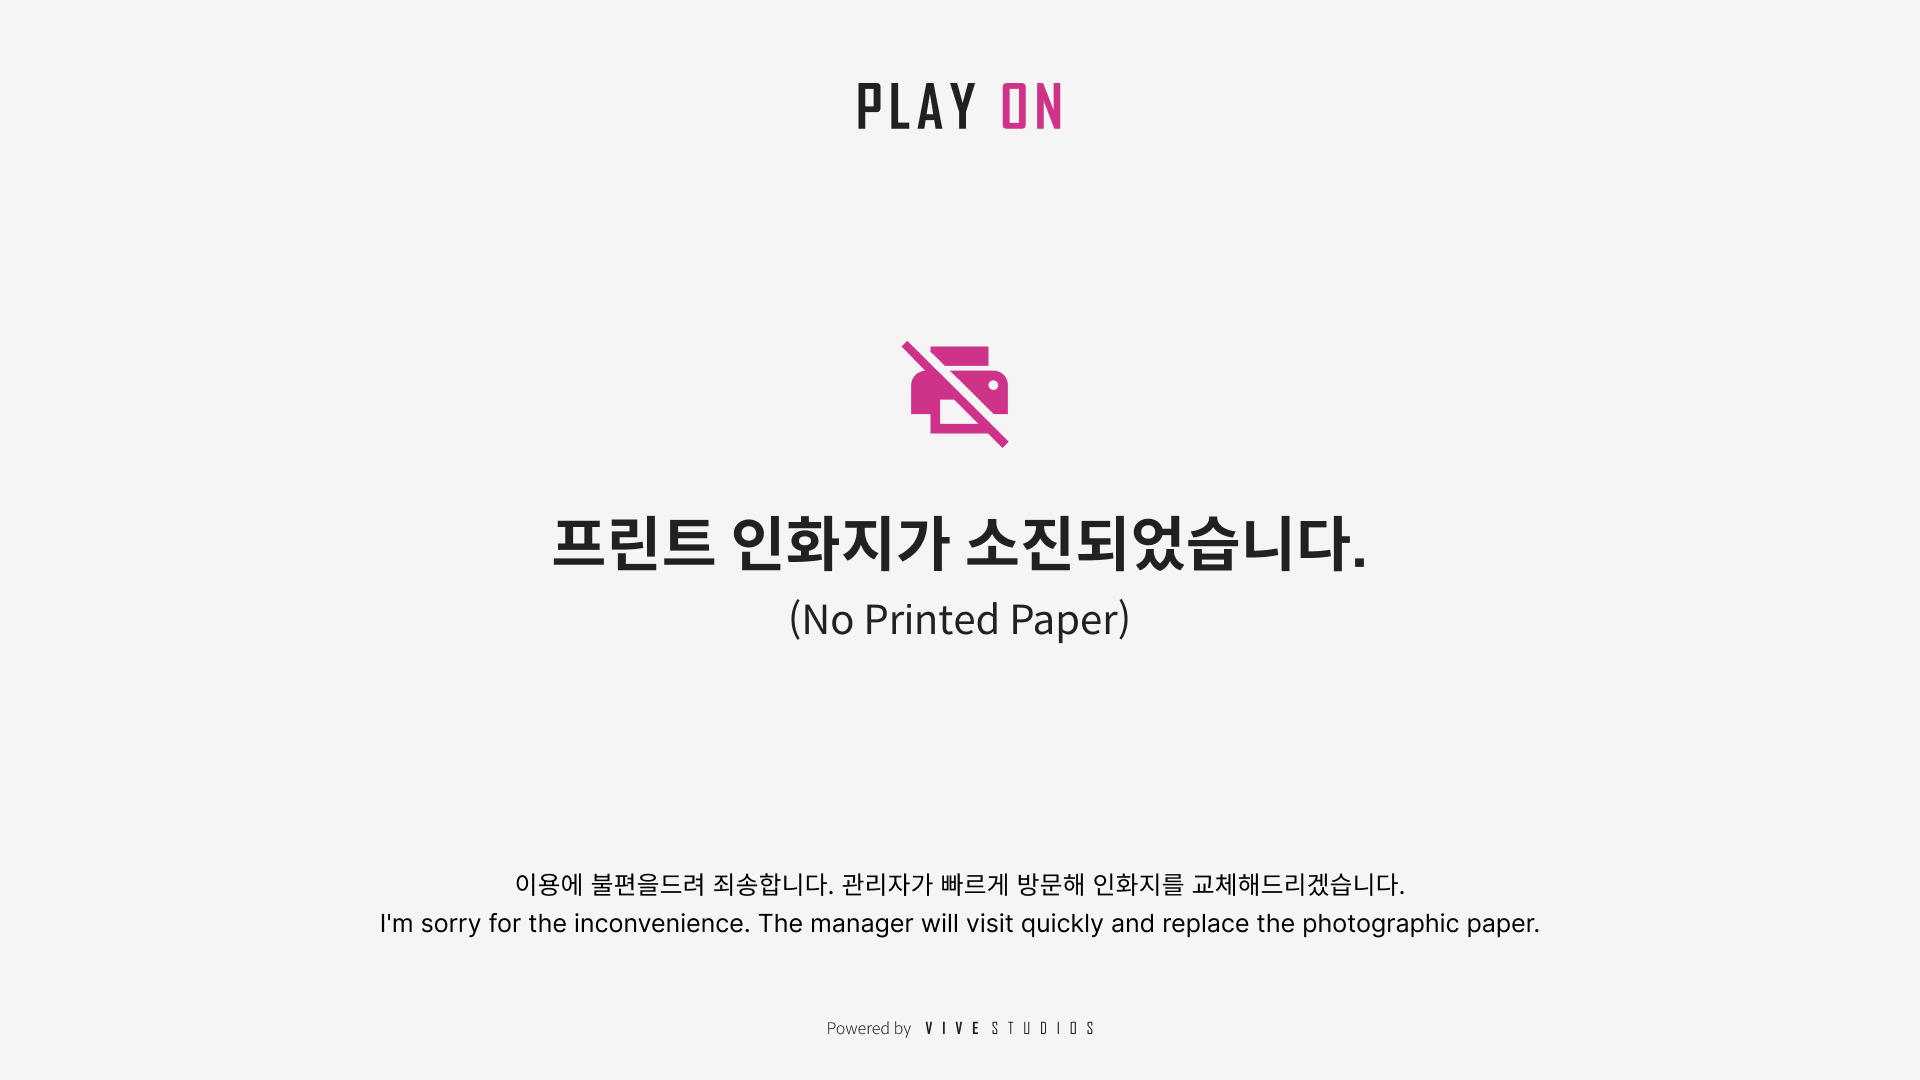 PLAY ON
프린트 인화지가 소진되었습니다.
(No Printed Paper)
이용에 불편을드려 죄송합니다. 관리자가 빠르게 방문해 인화지를 교체해드리겠습니다.
I'm sorry for the inconvenience. The manager will visit quickly and replace the photographic paper.
Powered by VIVESTUDIOS